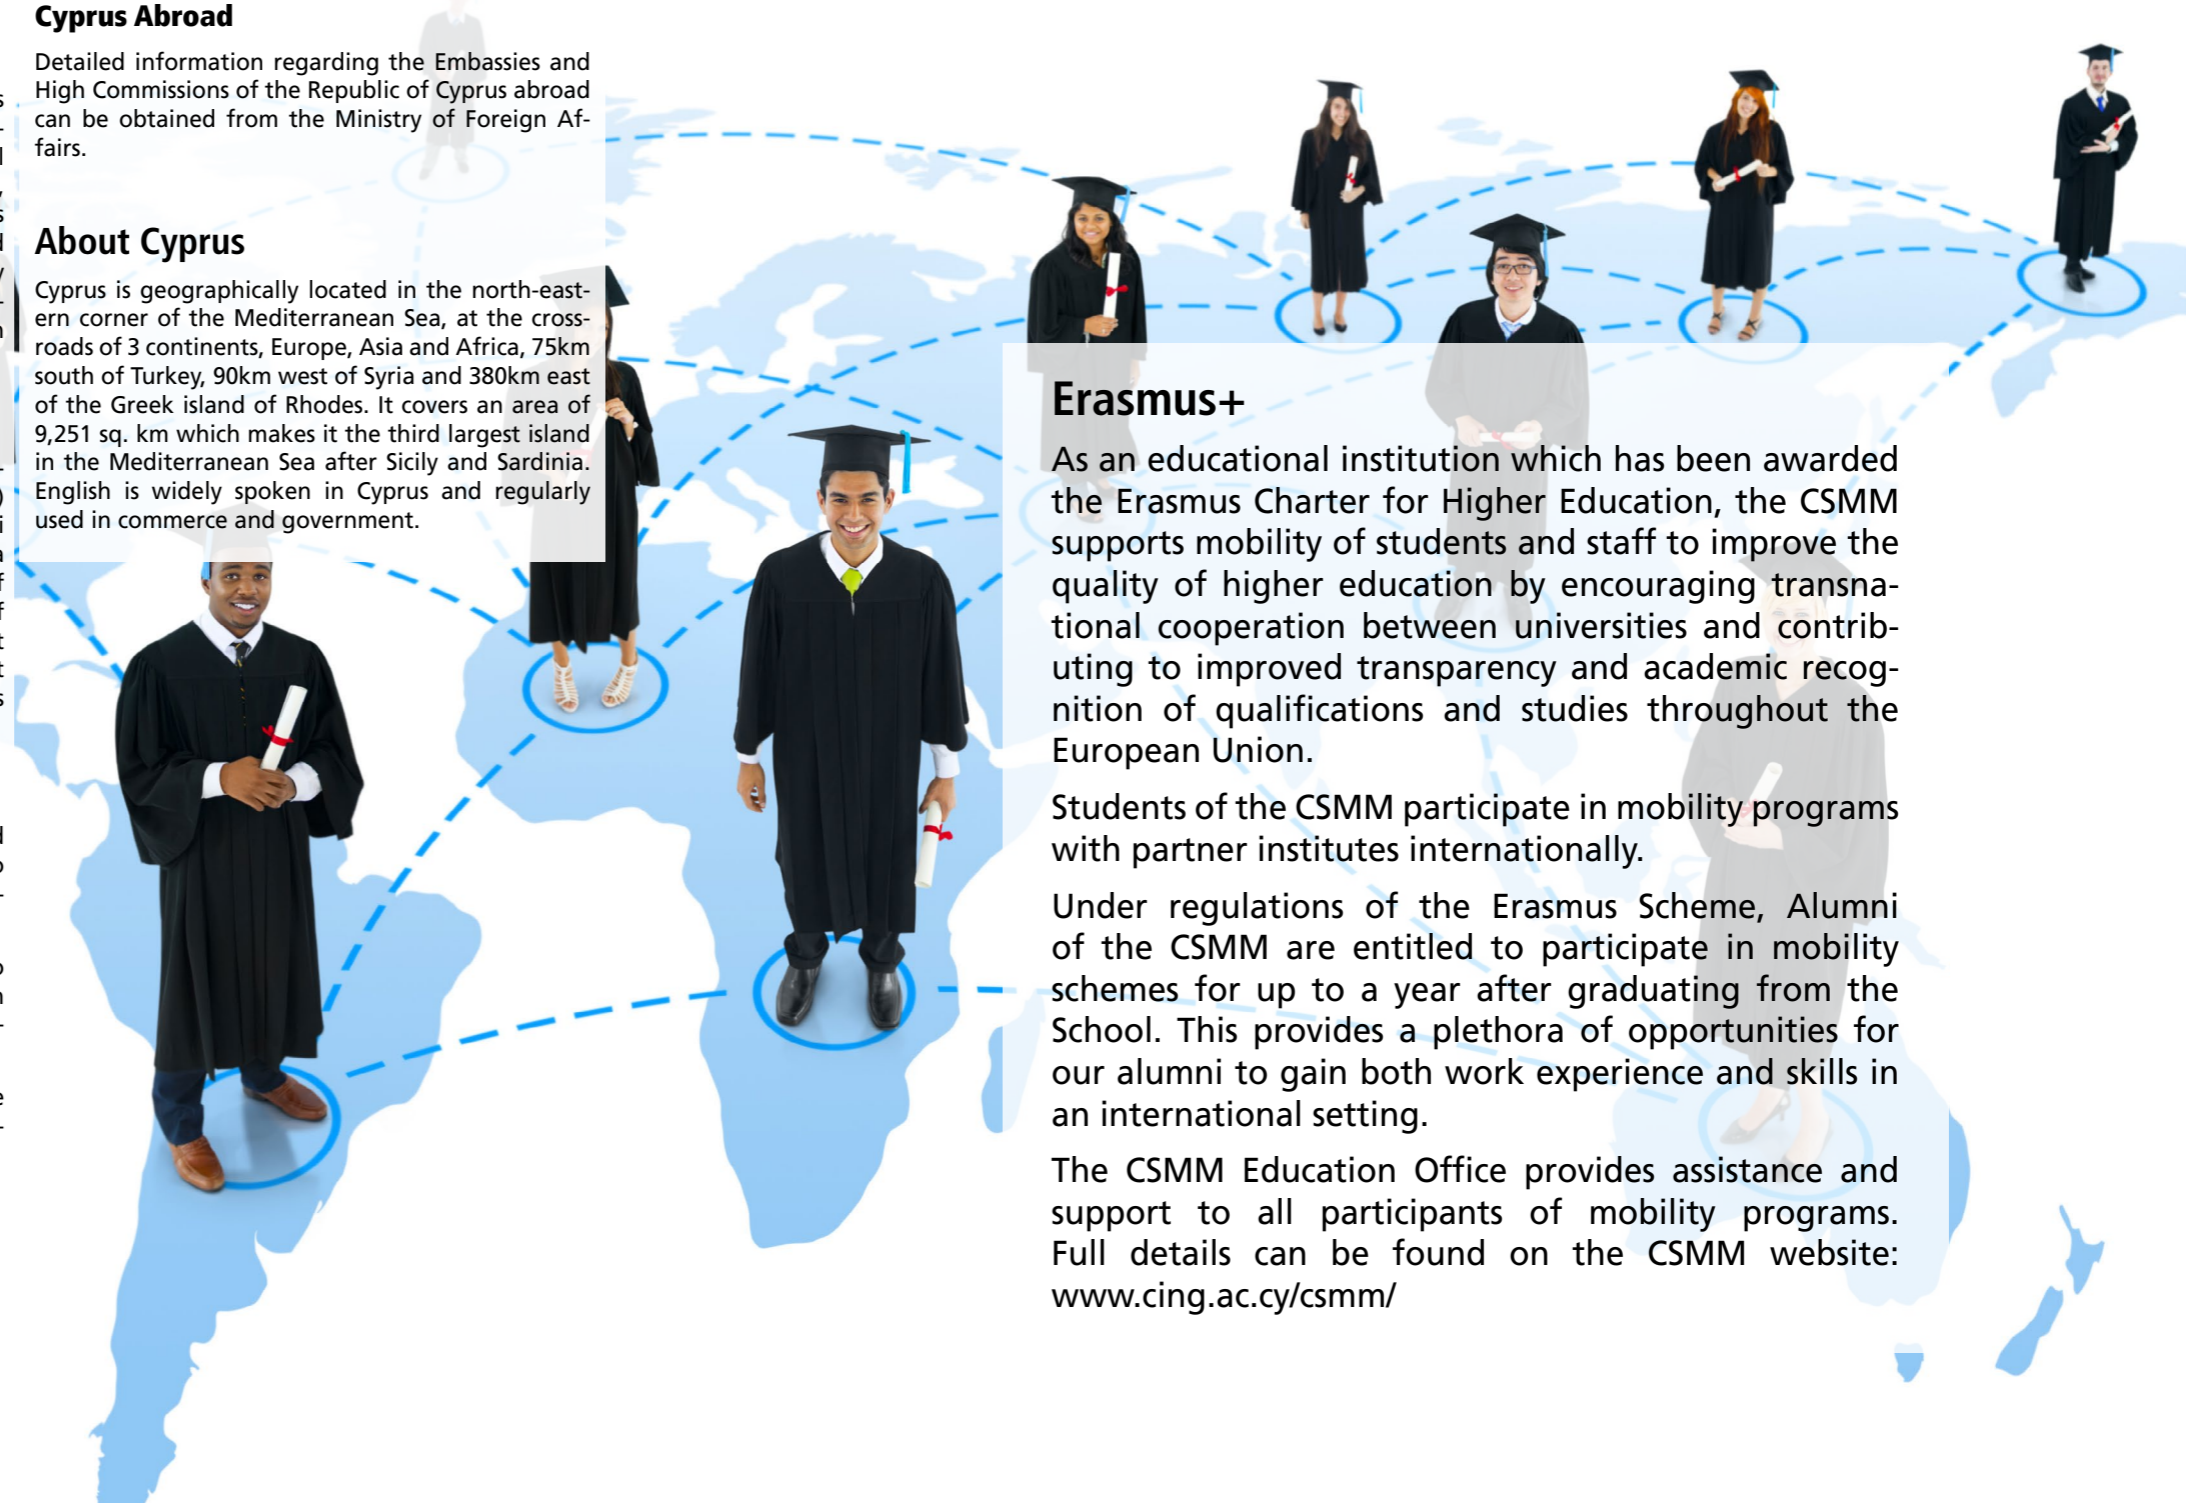 Cyprus Abroad
Detailed information regarding the Embassies and
High Commissions of the Republic of Cyprus abroad
can be obtained from the Ministry of Foreign Af-
fairs.
About Cyprus
Cyprus is geographically located in the north-east-
ern corner of the Mediterranean Sea, at the cross-
roads of 3 continents, Europe, Asia and Africa, 75km
south of Turkey, 90km west of Syria and 380km east
of the Greek island of Rhodes. It covers an area of
9,251 sq. km which makes it the third largest island
in the Mediterranean Sea after Sicily and Sardinia.
English is widely spoken in Cyprus and regularly
used in commerce and government.
Erasmus+
As an educational institution which has been awarded
the Erasmus Charter for Higher Education, the CSMM
supports mobility of students and staff to improve the
quality of higher education by encouraging transna-
tional cooperation between universities and contrib-
uting to improved transparency and academic recog-
nition of qualifications and studies throughout the
European Union.
Students of the CSMM participate in mobility programs
with partner institutes internationally.
Under regulations of the Erasmus Scheme, Alumni
of the CSMM are entitled to participate in mobility
schemes for up to a year after graduating from the
School. This provides a plethora of opportunities for
our alumni to gain both work experience and skills in
an international setting.
The CSMM Education Office provides assistance and
support to all participants of mobility programs.
Full details can be found on the CSMM website:
www.cing.ac.cy/csmm/